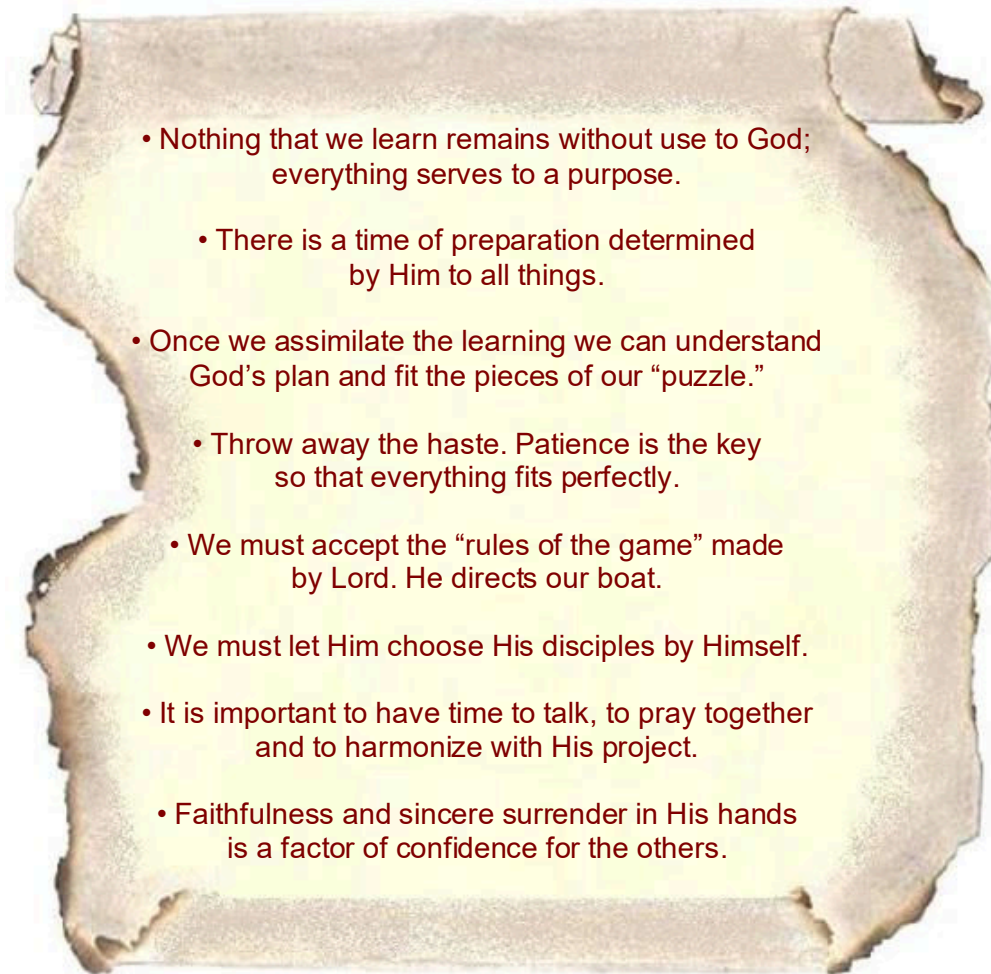 • Nothing that we learn remains without use to God;
everything serves to a purpose.
• There is a time of preparation determined
by Him to all things.
• Once we assimilate the learning we can understand
God’s plan and fit the pieces of our “puzzle.”
• Throw away the haste. Patience is the key
so that everything fits perfectly.
• We must accept the “rules of the game” made
by Lord. He directs our boat.
• We must let Him choose His disciples by Himself.
• It is important to have time to talk, to pray together
and to harmonize with His project.
• Faithfulness and sincere surrender in His hands
is a factor of confidence for the others.